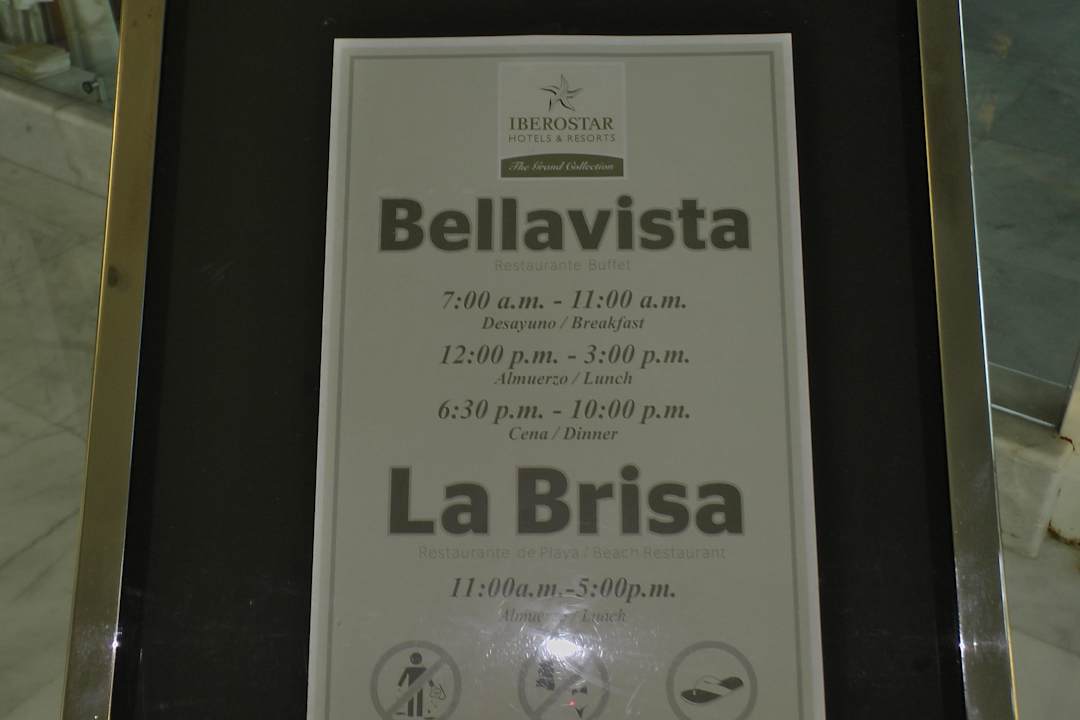 IBEROSTAR
HOTELS & RESORTS
The Grand Collection
Bellavista
Restaurante Buffet
7:00 a.m. - 11:00 a.m.
Desayuno / Breakfast
12:00 p.m. - 3:00 p.m.
Almuerzo / Lunch
6:30 p.m. - 10:00 p.m.
Cena / Dinner
La Brisa
Restaurante de Playa / Beach Restaurant
11:00a.m.-5:00p.m.
Almuerzo / Lunch